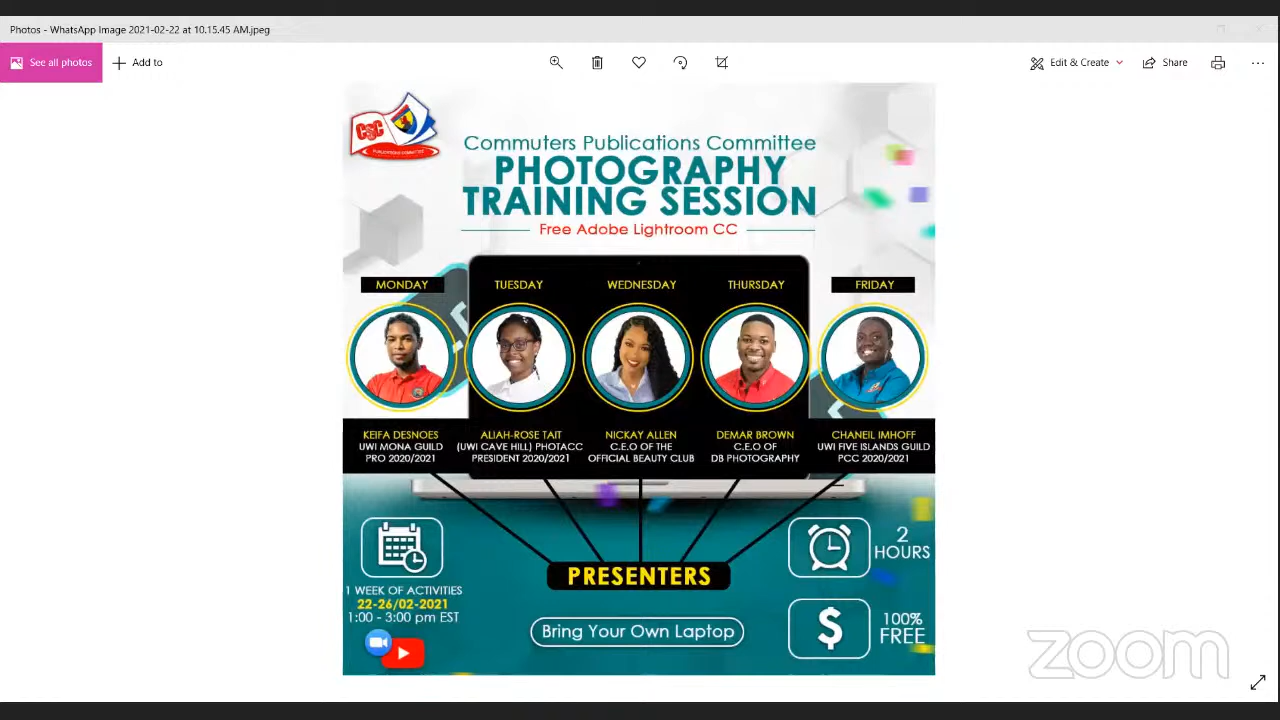 Photos - WhatsApp Image 2021-02-22 at 10.15.45 AM.jpeg
See all photos
Add to
Edit & Create
Share
CSC
PUBLICATIONS COMMITTEE
Commuters Publications Committee
PHOTOGRAPHY
TRAINING SESSION
Free Adobe Lightroom CC
MONDAY
TUESDAY
WEDNESDAY
THURSDAY
FRIDAY
KEIFA DESNOES
UWI MONA GUILD
PRO 2020/2021
ALIAH-ROSE TAIT
(UWI CAVE HILL) PHOTACC
PRESIDENT 2020/2021
NICKAY ALLEN
C.E.O OF THE
OFFICIAL BEAUTY CLUB
DEMAR BROWN
C.E.O OF
DB PHOTOGRAPHY
CHANEIL IMHOFF
UWI FIVE ISLANDS GUILD
PCC 2020/2021
PRESENTERS
1 WEEK OF ACTIVITIES
22-26/02-2021
1:00 - 3:00 pm EST
Bring Your Own Laptop
2
HOURS
$
100%
FREE
zoom